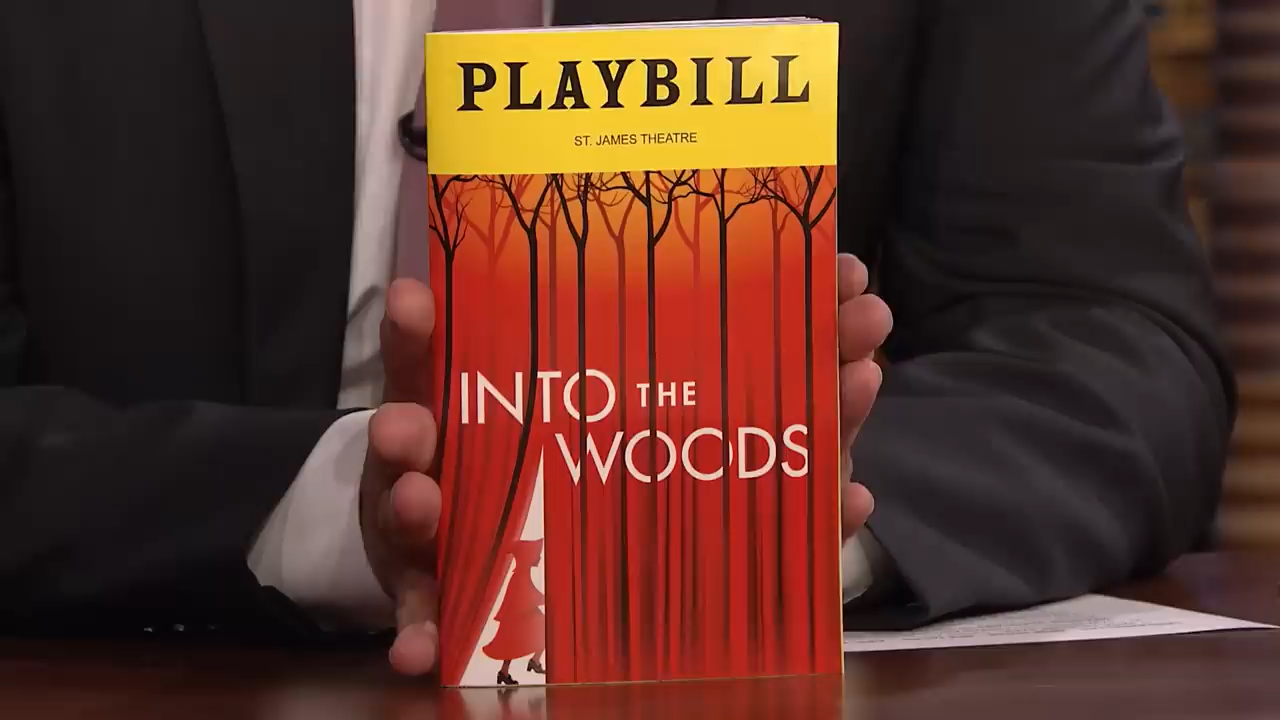 PLAYBILL
ST. JAMES THEATRE
INTO THE
WOODS